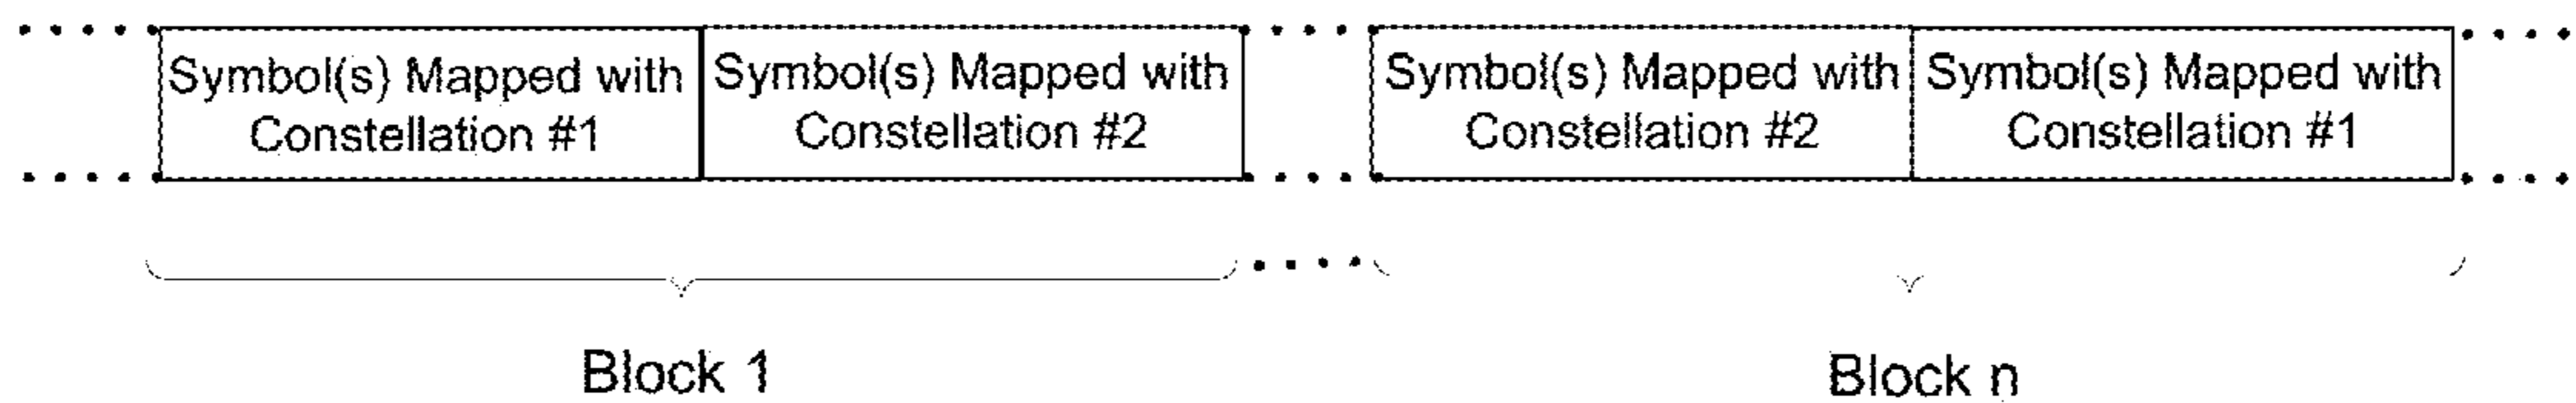 Symbol(s) Mapped with
Constellation #1
Symbol(s) Mapped with
Constellation #2
Symbol(s) Mapped with
Constellation #2
Symbol(s) Mapped with
Constellation #1
Block 1
Block n